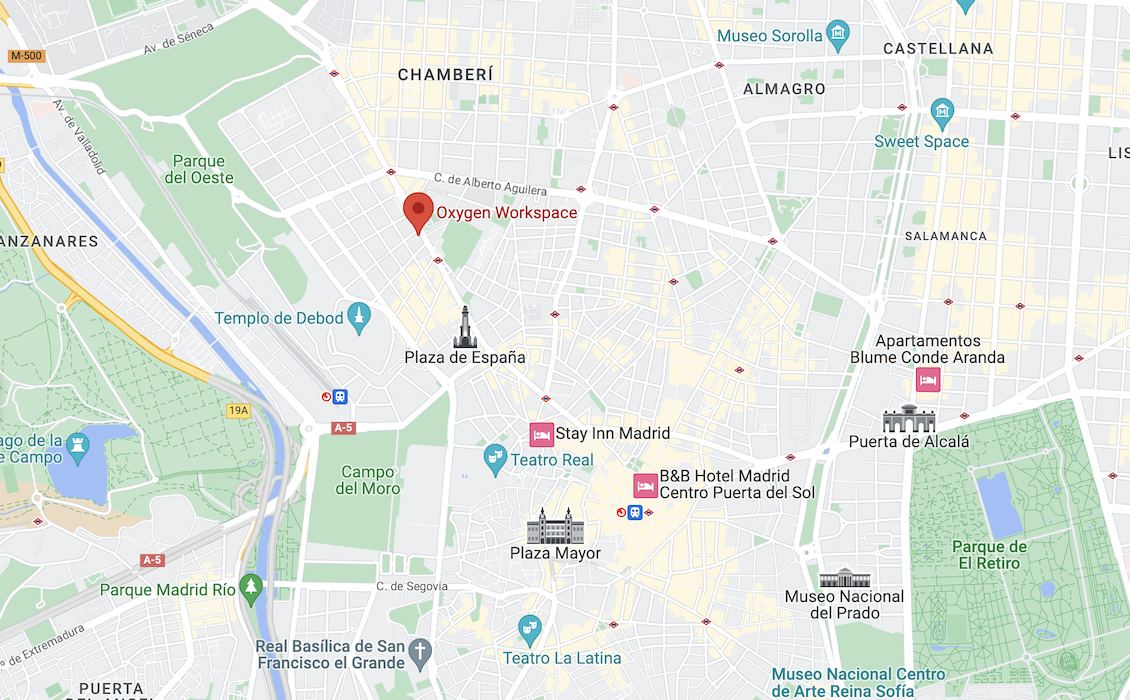 Av. de Séneca
M-500
Museo Sorolla
CASTELLANA
CHAMBERÍ
ALMAGRO
Av. de Valladolid
Sweet Space
LIS
Parque
del Oeste
C. de Alberto Aguilera
Oxygen Workspace
ANZANARES
SALAMANCA
Templo de Debod
Plaza de España
Apartamentos
Blume Conde Aranda
19A
A-5
Stay Inn Madrid
Puerta de Alcalá
ago de la
e Campo
Teatro Real
Campo
del Moro
B&B Hotel Madrid
Centro Puerta del Sol
Plaza Mayor
Parque de
El Retiro
A-5
Parque Madrid Río
C. de Segovia
Museo Nacional
del Prado
o de Extremadura
Real Basílica de San
Francisco el Grande
Teatro La Latina
Museo Nacional Centro
de Arte Reina Sofía
PUERTA
DEL ANGEL